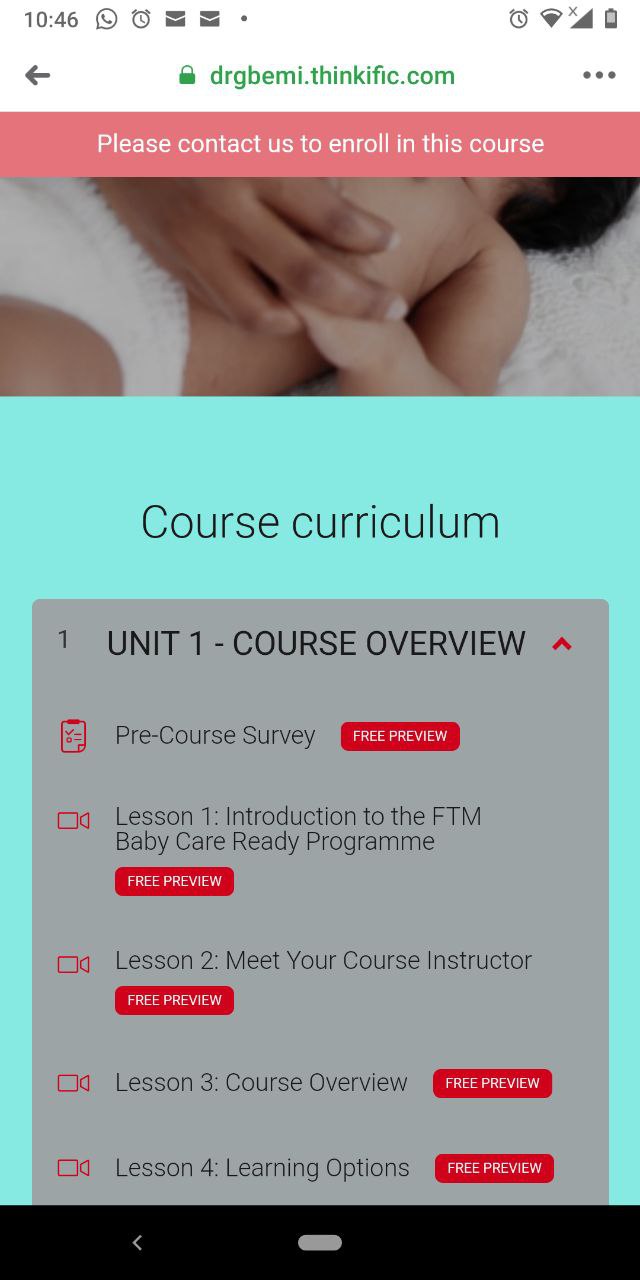 10:46
drgbemi.thinkific.com
Please contact us to enroll in this course
Course curriculum
1 UNIT 1 - COURSE OVERVIEW
Pre-Course Survey FREE PREVIEW
Lesson 1: Introduction to the FTM
Baby Care Ready Programme
FREE PREVIEW
Lesson 2: Meet Your Course Instructor
FREE PREVIEW
Lesson 3: Course Overview FREE PREVIEW
Lesson 4: Learning Options FREE PREVIEW